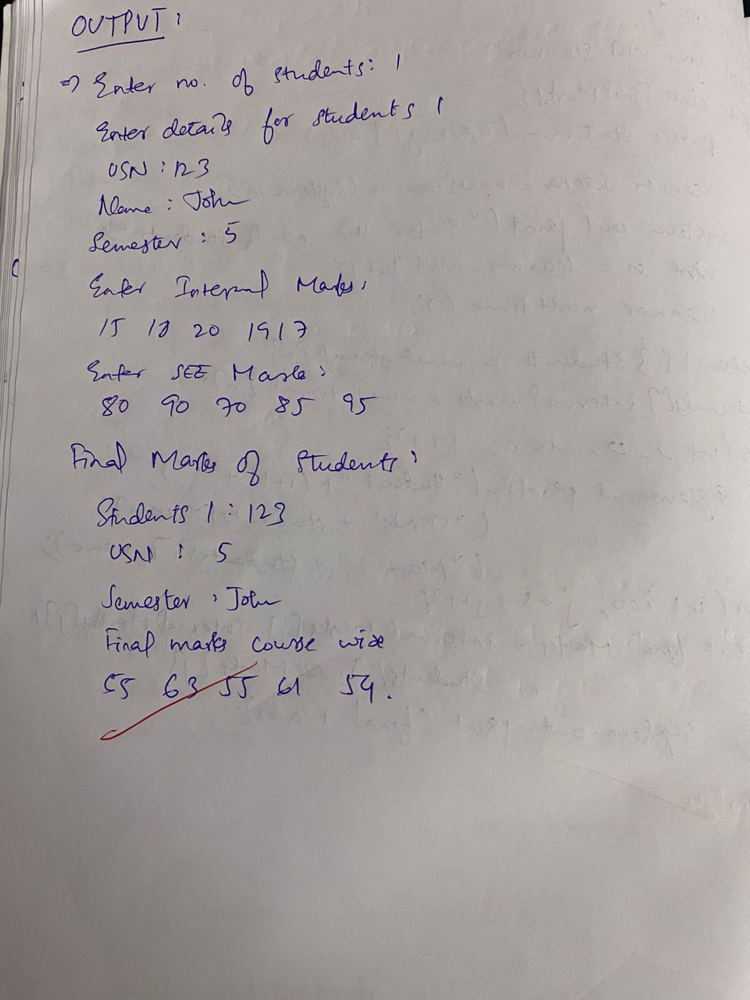 OUTPUT:
=> Enter no. of students: 1
Enter details for students 1
USN : 123
Name : John
Semester : 5
Enter Internal Marks:
15 18 20 19 17
Enter SEE Marks:
80 90 70 85 95
Final Marks of Students:
Students 1 : 123
USN : 5
Semester : John
Final marks course wise
55 63 55 61 54.